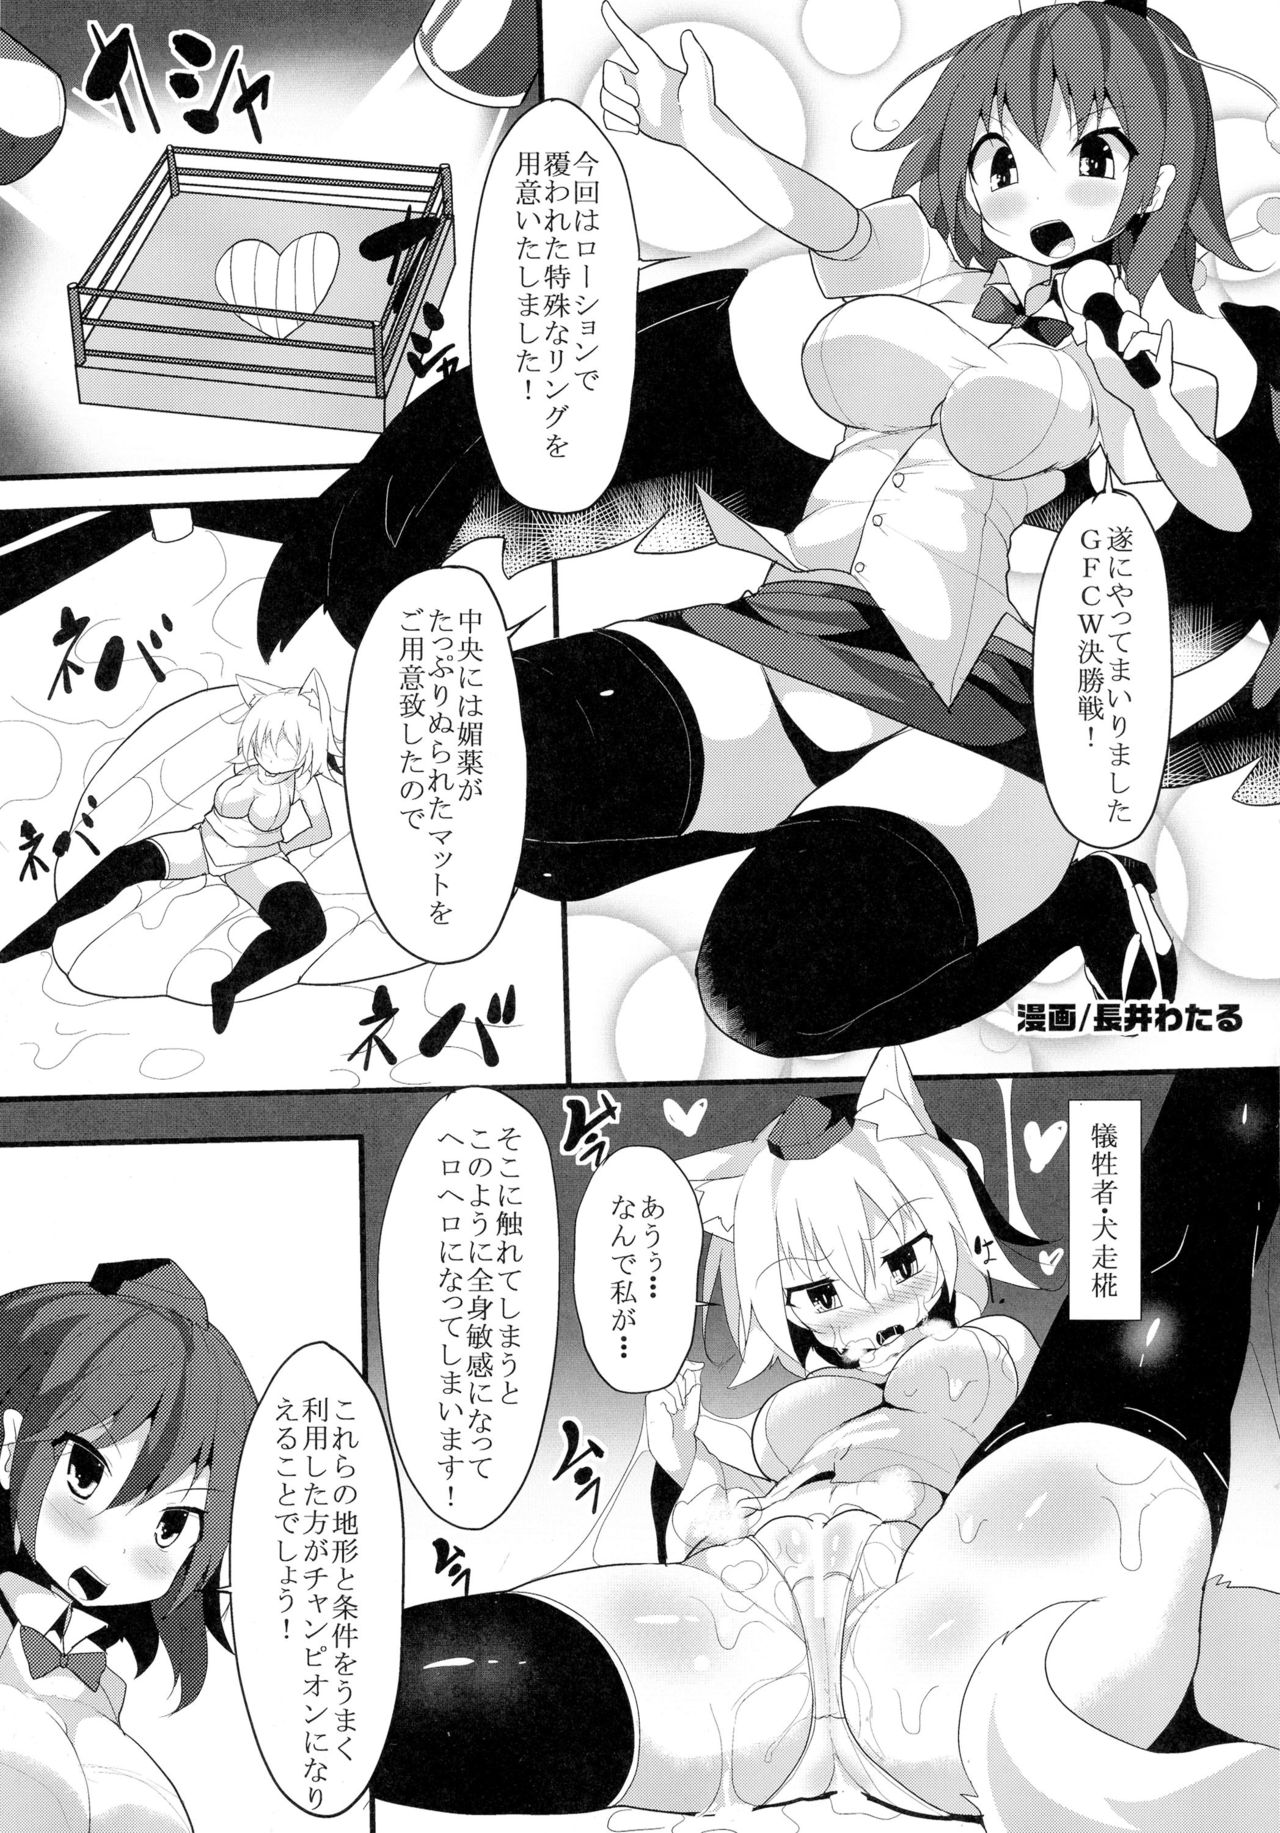 遂にやってまいりました
GFCW決勝戦！
今回はローションで
覆われた特殊なリングを
用意いたしました！
漫画/長井わたる
中央には媚薬が
たっぷりぬられたマットを
ご用意致したので
ネバ
ネバ
ネバ
犠牲者・犬走椛
あうぅ…
なんで私が…
そこに触れてしまうと
このように全身敏感になって
ヘロヘロになってしまいます！
ムラ
ムラ
ムラ
これらの地形と条件をうまく
利用した方がチャンピオンになり
えることでしょう！